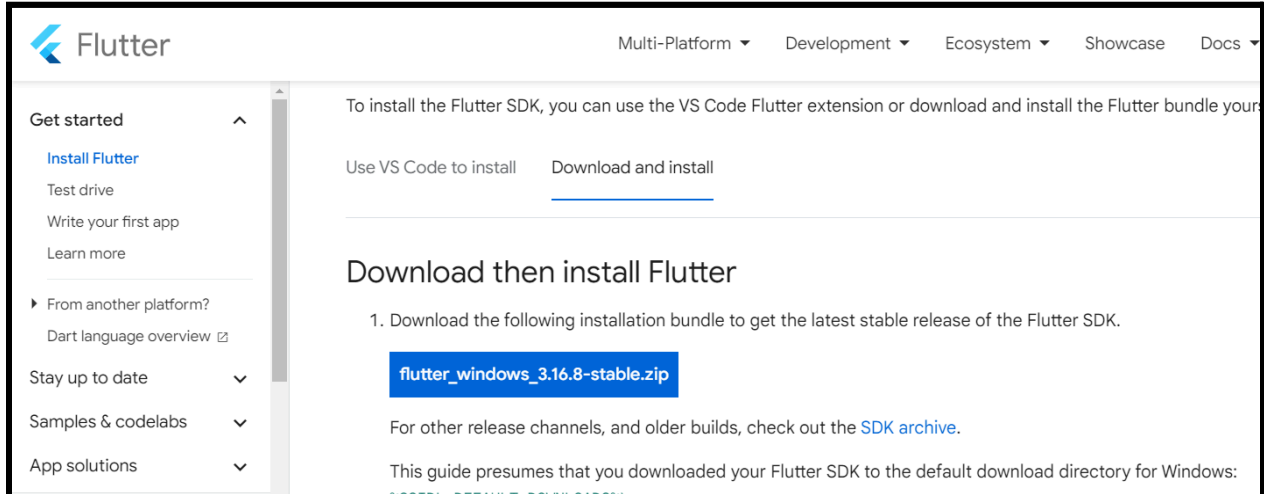 Flutter
Multi-Platform
Development
Ecosystem
Showcase
Docs
Get started
Install Flutter
Test drive
Write your first app
Learn more
From another platform?
Dart language overview
Stay up to date
Samples & codelabs
App solutions
To install the Flutter SDK, you can use the VS Code Flutter extension or download and install the Flutter bundle
Use VS Code to install
Download and install
Download then install Flutter
1. Download the following installation bundle to get the latest stable release of the Flutter SDK.
flutter_windows_3.16.8-stable.zip
For other release channels, and older builds, check out the SDK archive.
This guide presumes that you downloaded your Flutter SDK to the default download directory for Windows: